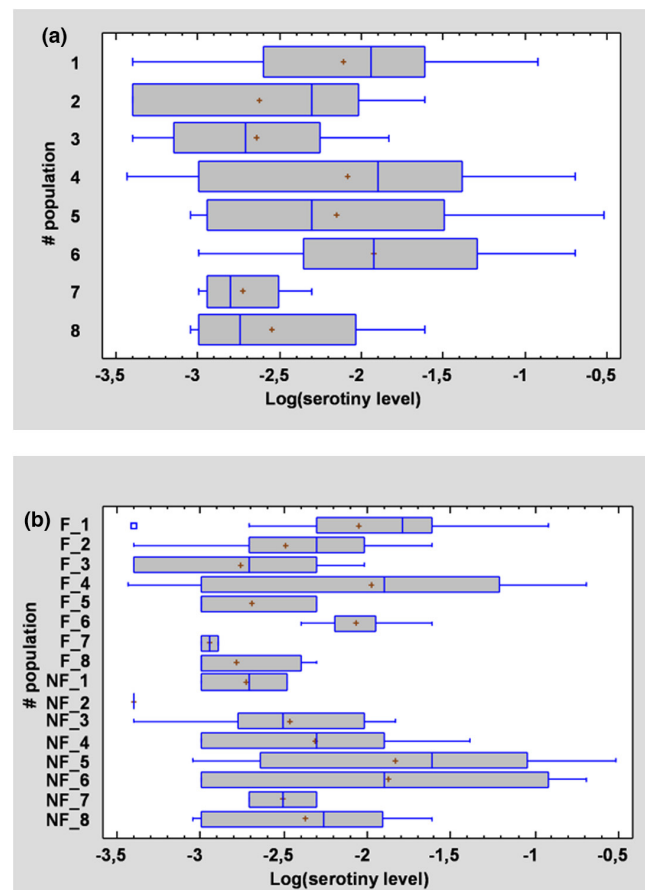 (a)
# population
1
2
3
4
5
6
7
8
-3,5 -3 -2,5 -2 -1,5 -1 -0,5
Log(serotiny level)
(b)
# population
F_1
F_2
F_3
F_4
F_5
F_6
F_7
F_8
NF_1
NF_2
NF_3
NF_4
NF_5
NF_6
NF_7
NF_8
-3,5 -3 -2,5 -2 -1,5 -1 -0,5
Log(serotiny level)